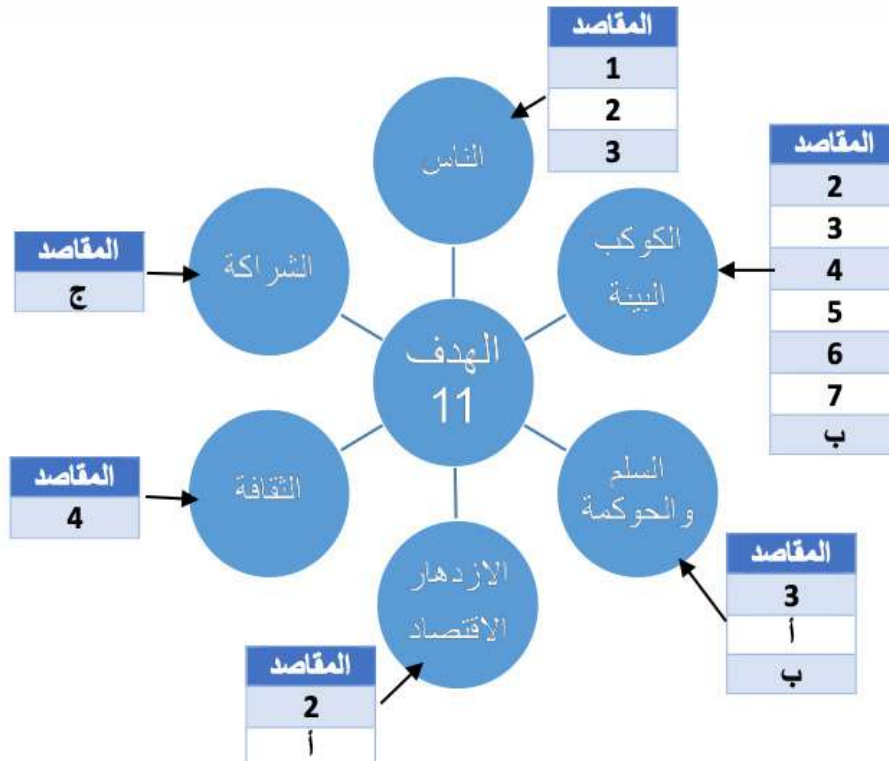 المقاصد
1
2
3
الناس
المقاصد
2
3
4
5
6
7
ب
الكوكب
البيئة
المقاصد
ج
الشراكة
الهدف
11
السلم
والحوكمة
المقاصد
3
أ
ب
الثقافة
المقاصد
4
الازدهار
الاقتصاد
المقاصد
2
أ